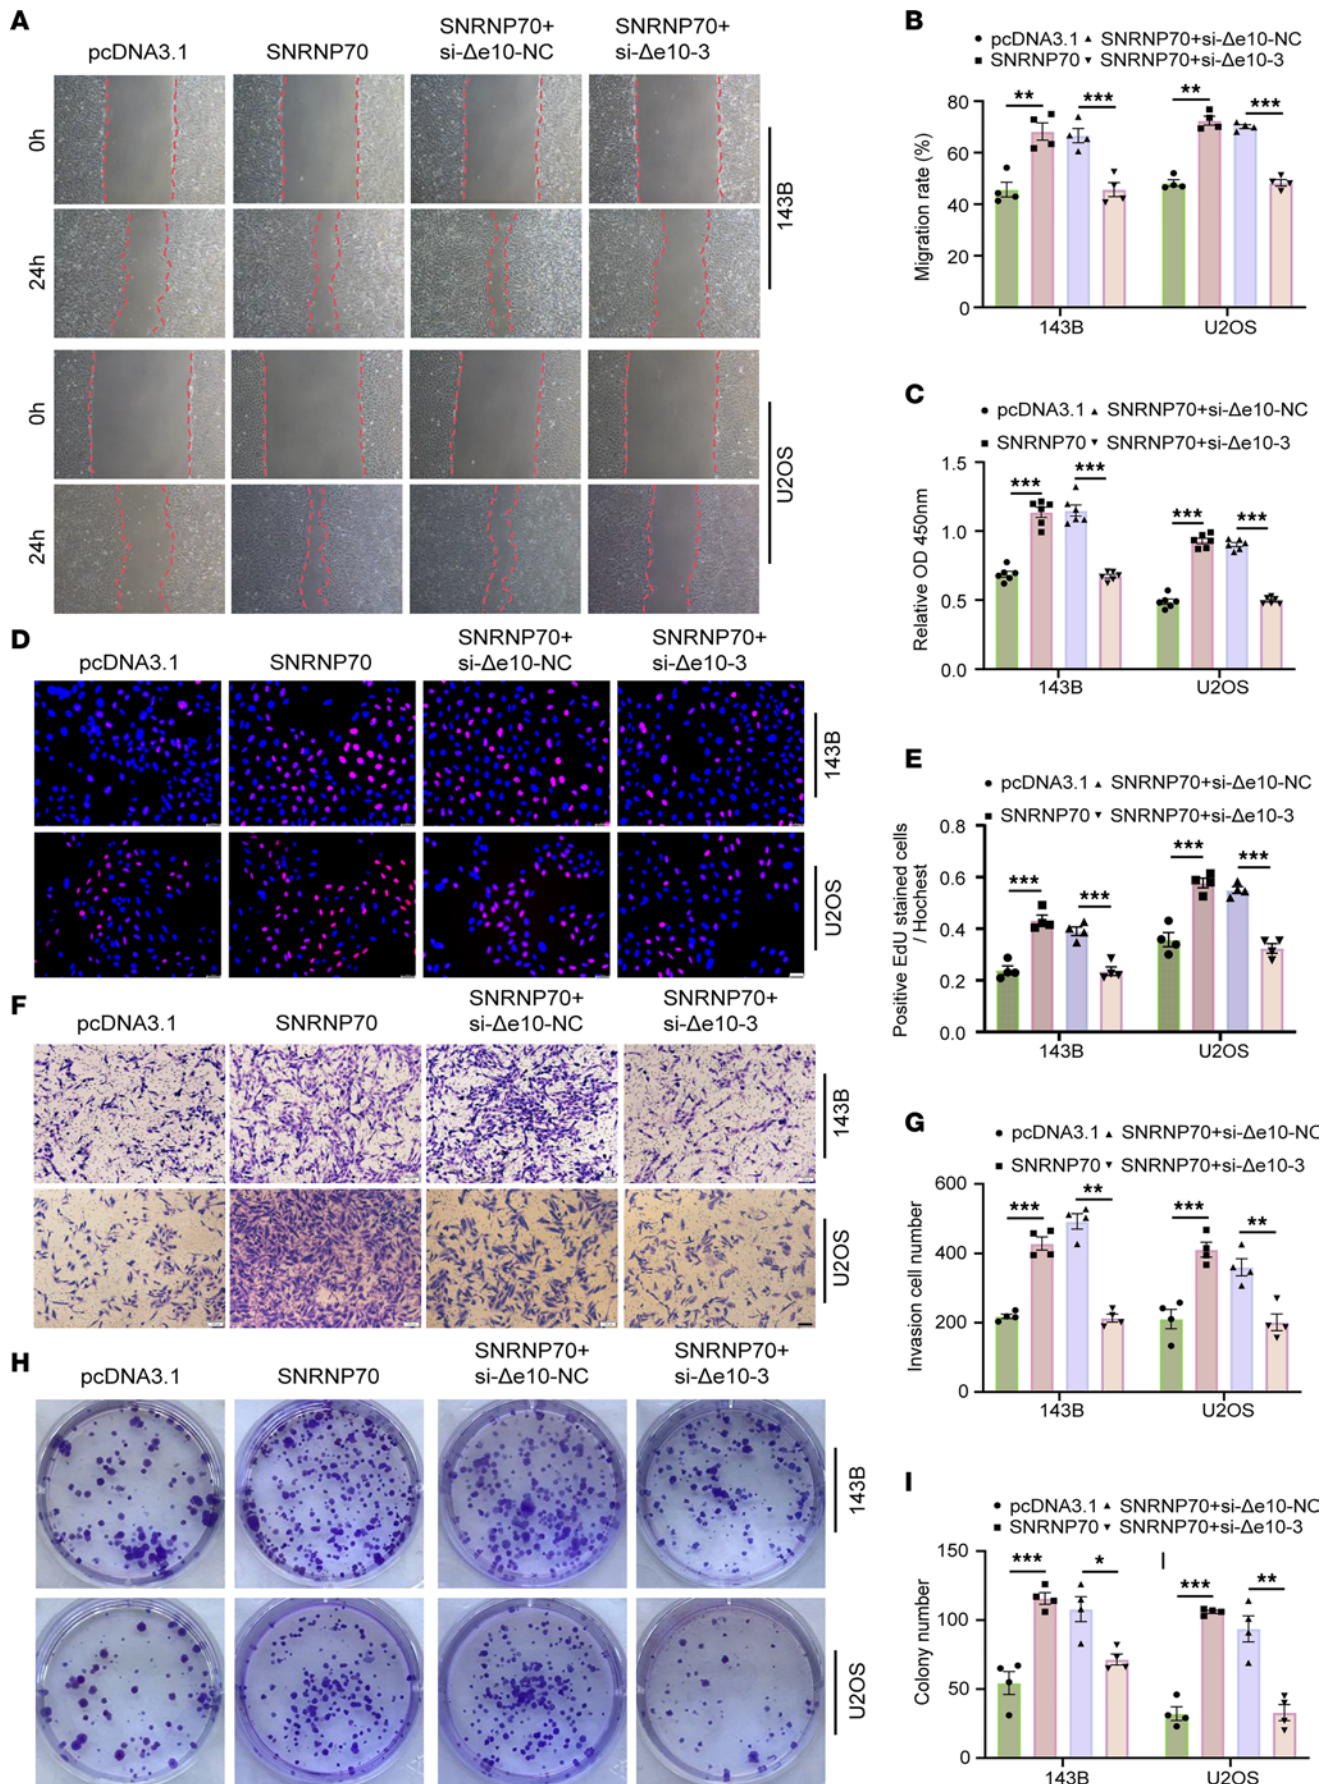 A
pcDNA3.1
SNRNP70
SNRNP70+
si-Δe10-NC
SNRNP70+
si-Δe10-3
0h
24h
143B
0h
24h
U2OS
B
pcDNA3.1 SNRNP70+si-Δe10-NC
SNRNP70 SNRNP70+si-Δe10-3
Migration rate (%)
80
60
40
20
0
** *** ** ***
143B U2OS
C
pcDNA3.1 SNRNP70+si-Δe10-NC
SNRNP70 SNRNP70+si-Δe10-3
Relative OD 450nm
1.5
1.0
0.5
0.0
*** *** *** ***
143B U2OS
D
pcDNA3.1
SNRNP70
SNRNP70+
si-Δe10-NC
SNRNP70+
si-Δe10-3
143B
U2OS
E
pcDNA3.1 SNRNP70+si-Δe10-NC
SNRNP70 SNRNP70+si-Δe10-3
Positive EdU stained cells
/ Hochest
0.8
0.6
0.4
0.2
0.0
*** *** *** ***
143B U2OS
F
pcDNA3.1
SNRNP70
SNRNP70+
si-Δe10-NC
SNRNP70+
si-Δe10-3
143B
U2OS
G
pcDNA3.1 SNRNP70+si-Δe10-NC
SNRNP70 SNRNP70+si-Δe10-3
Invasion cell number
600
400
200
0
*** ** *** **
143B U2OS
H
pcDNA3.1
SNRNP70
SNRNP70+
si-Δe10-NC
SNRNP70+
si-Δe10-3
143B
U2OS
I
pcDNA3.1 SNRNP70+si-Δe10-NC
SNRNP70 SNRNP70+si-Δe10-3
Colony number
150
100
50
0
*** * *** **
143B U2OS